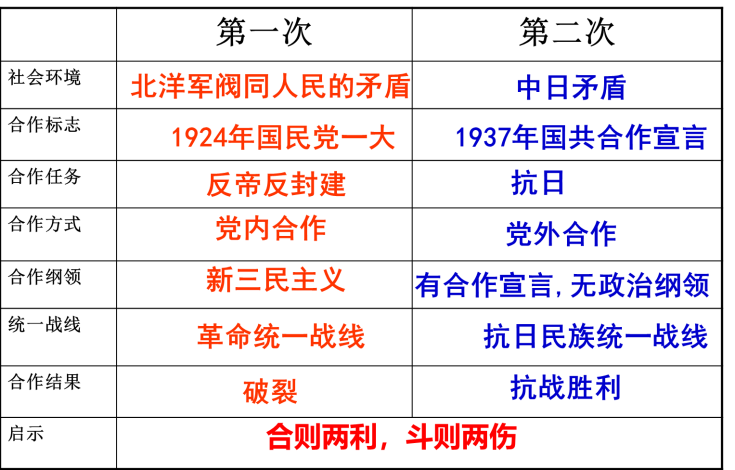 第一次 第二次
社会环境 北洋军阀同人民的矛盾 中日矛盾
合作标志 1924年国民党一大 1937年国共合作宣言
合作任务 反帝反封建 抗日
合作方式 党内合作 党外合作
合作纲领 新三民主义 有合作宣言,无政治纲领
统一战线 革命统一战线 抗日民族统一战线
合作结果 破裂 抗战胜利
启示 合则两利，斗则两伤